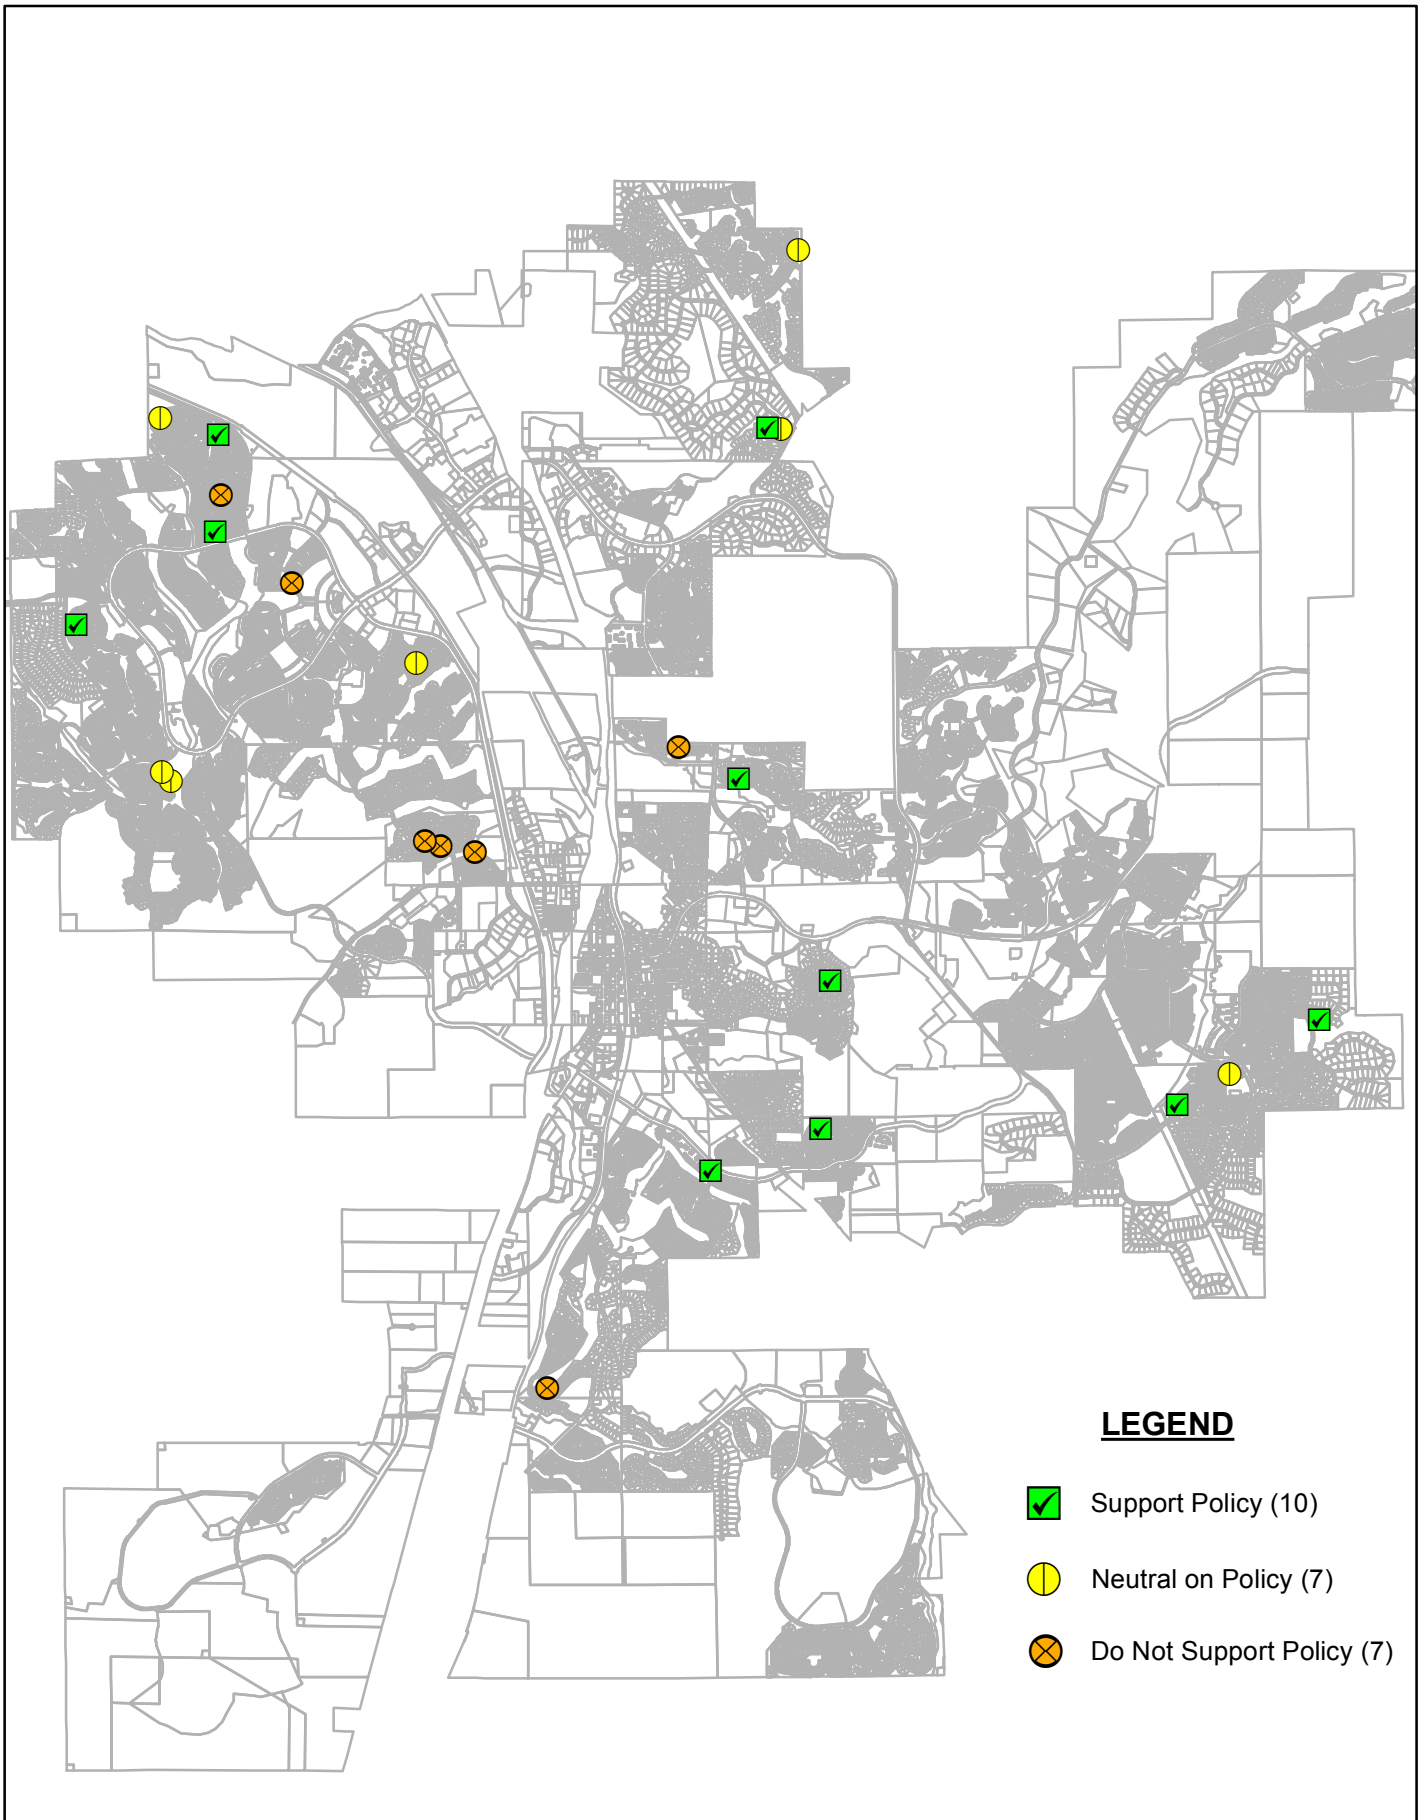 LEGEND
Support Policy (10)
Neutral on Policy (7)
Do Not Support Policy (7)